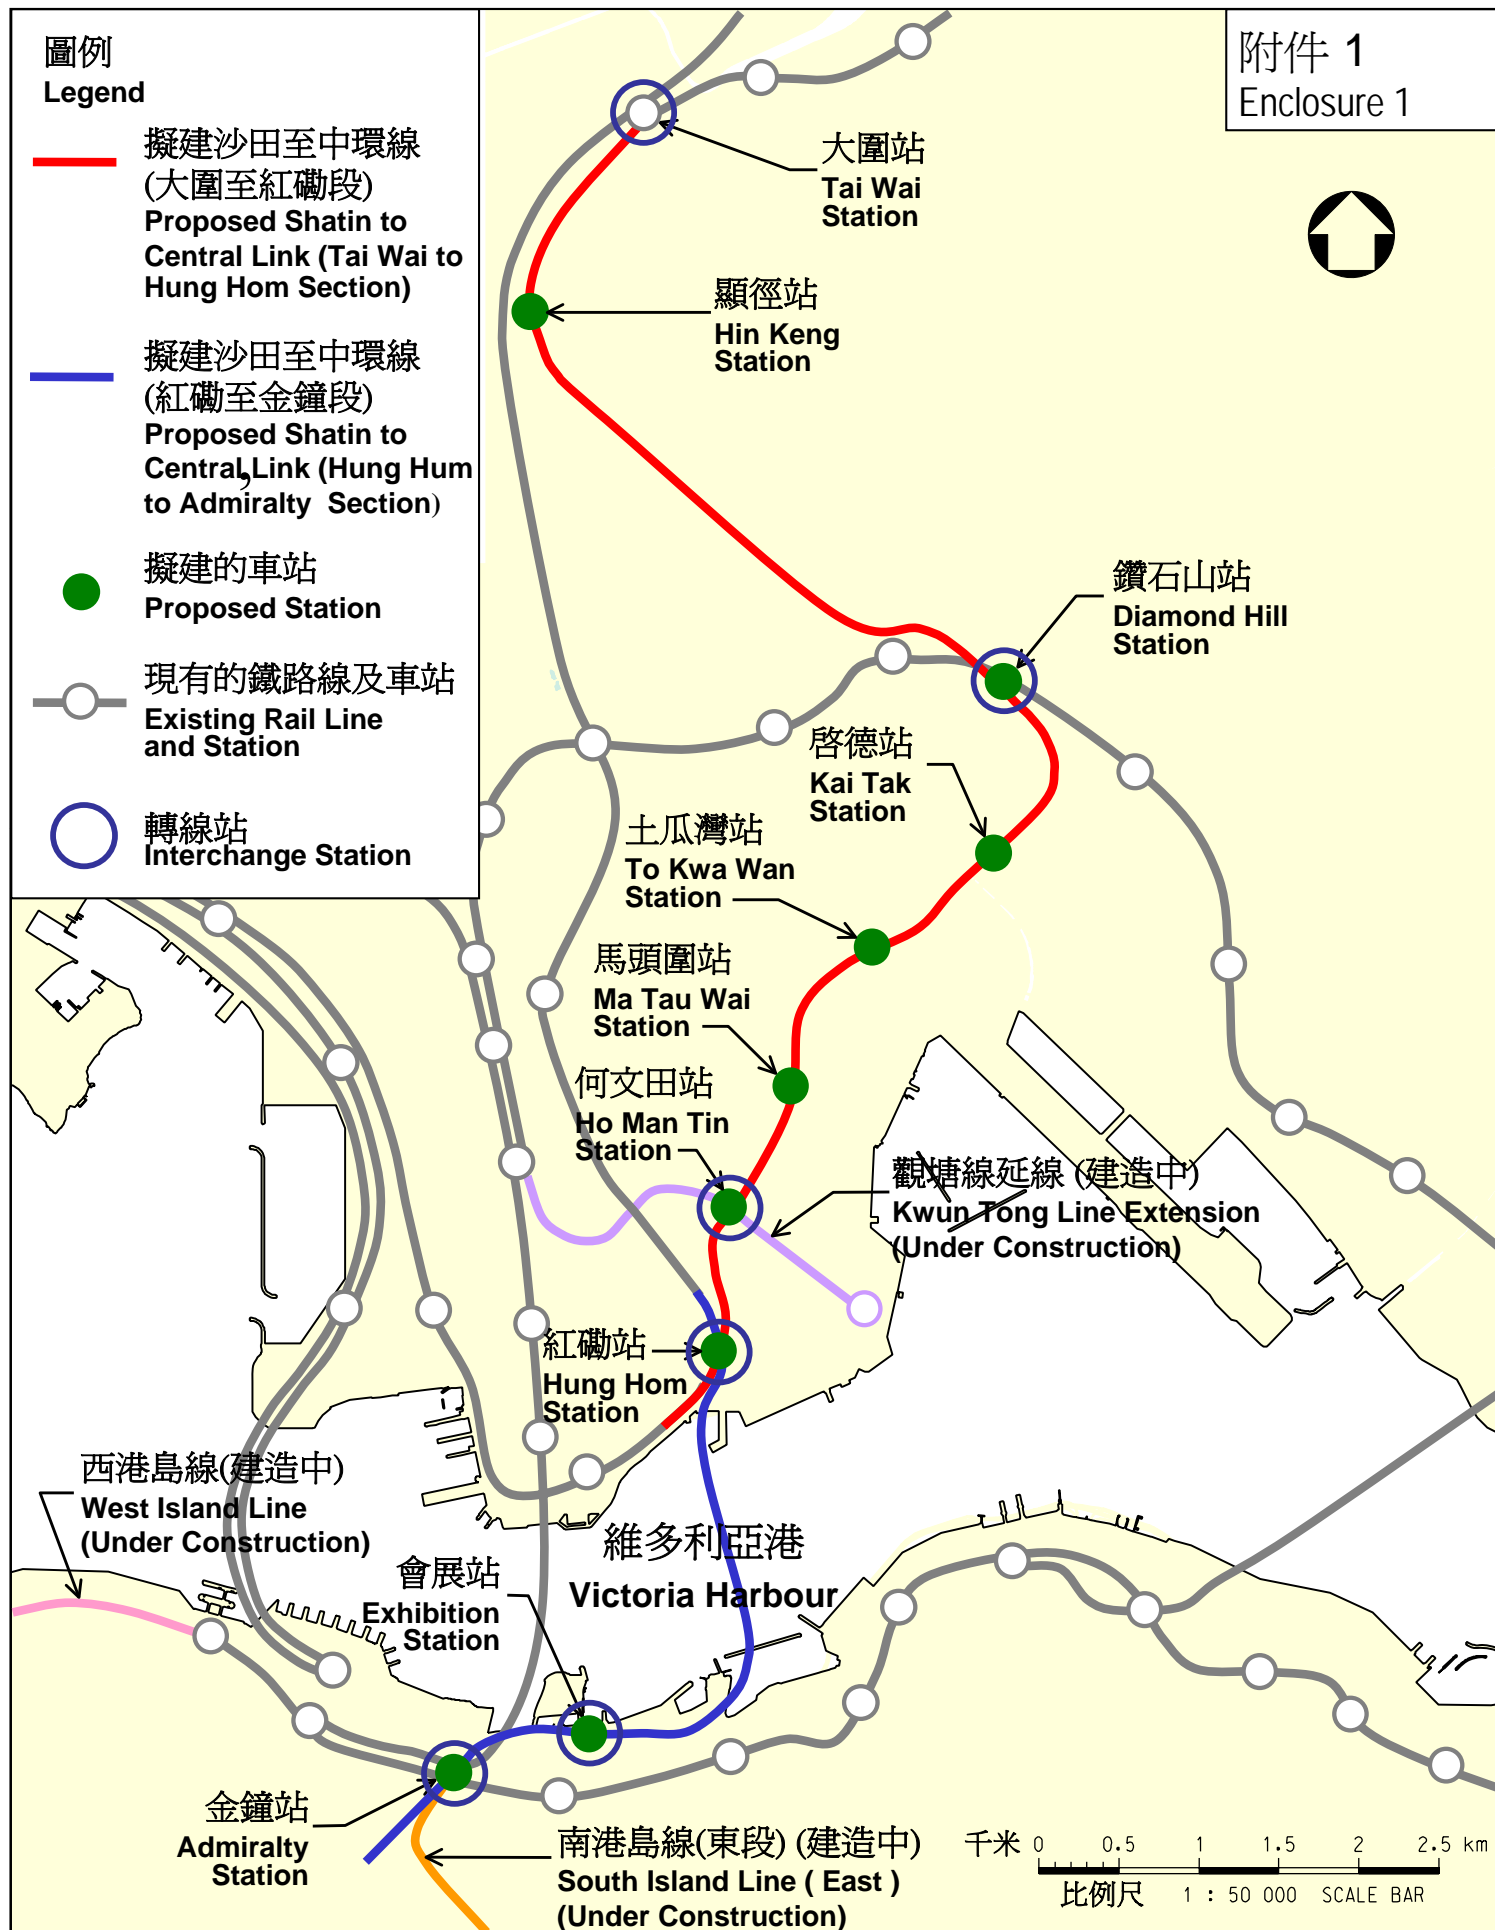 圖例
Legend
擬建沙田至中環線
(大圍至紅磡段)
Proposed Shatin to
Central Link (Tai Wai to
Hung Hom Section)
擬建沙田至中環線
(紅磡至金鐘段)
Proposed Shatin to
Central,Link (Hung Hum
to Admiralty Section)
擬建的車站
Proposed Station
現有的鐵路線及車站
Existing Rail Line
and Station
轉線站
Interchange Station
附件 1
Enclosure 1
大圍站
Tai Wai
Station
顯徑站
Hin Keng
Station
鑽石山站
Diamond Hill
Station
啓德站
Kai Tak
Station
土瓜灣站
To Kwa Wan
Station
馬頭圍站
Ma Tau Wai
Station
何文田站
Ho Man Tin
Station
觀塘線延線 (建造中)
Kwun Tong Line Extension
(Under Construction)
紅磡站
Hung Hom
Station
西港島線(建造中)
West Island Line
(Under Construction)
維多利亞港
Victoria Harbour
會展站
Exhibition
Station
金鐘站
Admiralty
Station
南港島線(東段) (建造中)
South Island Line ( East )
(Under Construction)
千米 0 0.5 1 1.5 2 2.5 km
比例尺 1 : 50 000 SCALE BAR